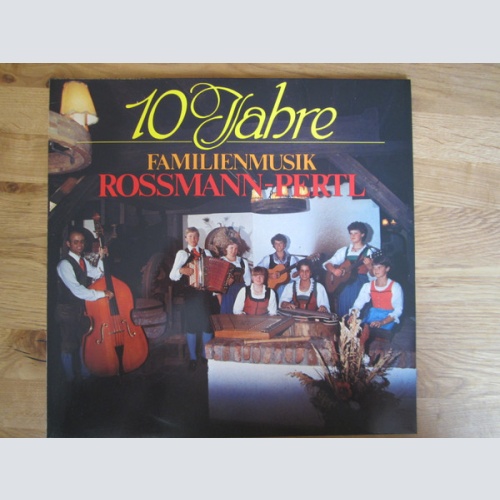 10 Jahre
FAMILIENMUSIK
ROSSMANN-PERTL